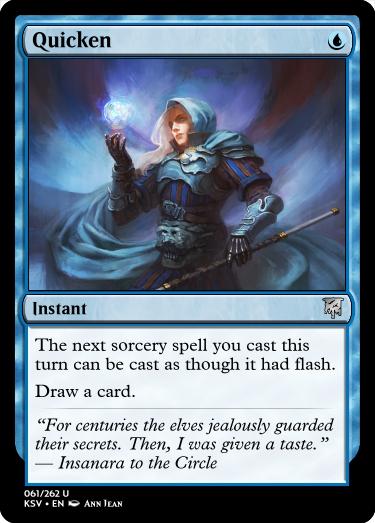 Quicken
Instant
The next sorcery spell you cast this
turn can be cast as though it had flash.
Draw a card.
“For centuries the elves jealously guarded
their secrets. Then, I was given a taste.”
— Insanara to the Circle
061/262 U
KSV • EN Ann Jean